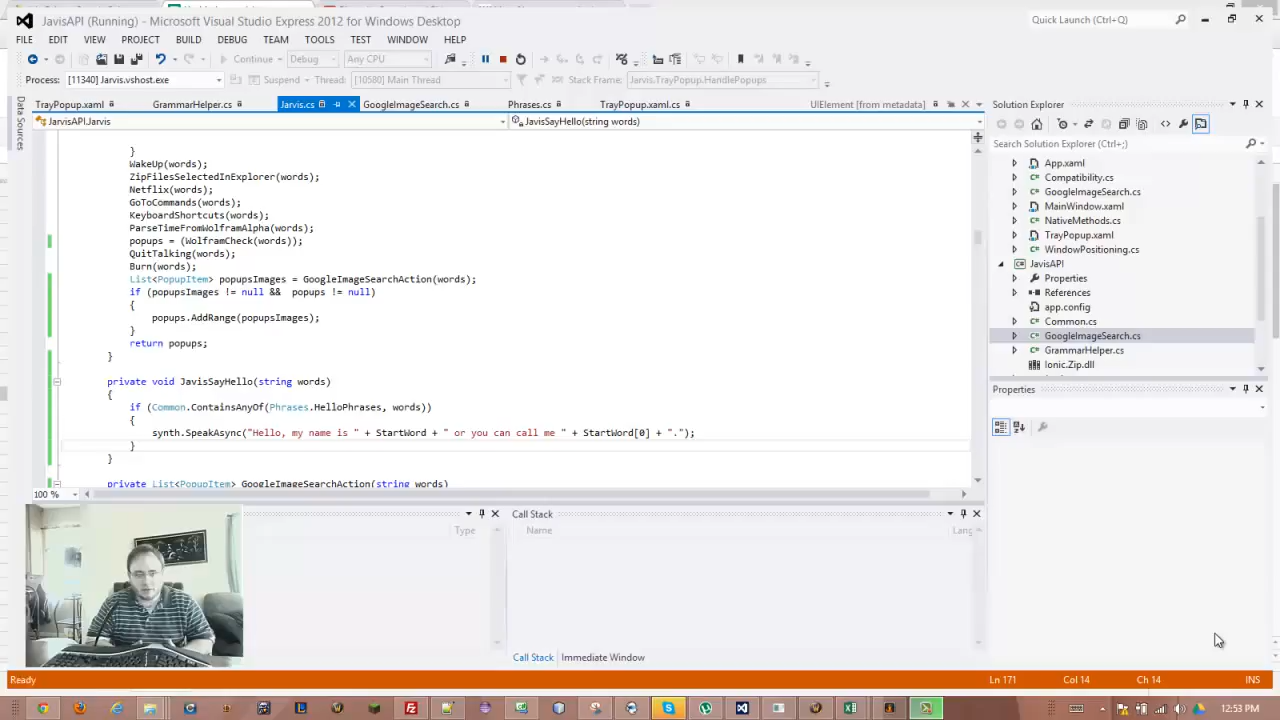 JavisAPI (Running) - Microsoft Visual Studio Express 2012 for Windows Desktop
Quick Launch (Ctrl+Q)
FILE EDIT VIEW PROJECT BUILD DEBUG TEAM TOOLS TEST WINDOW HELP
Continue Debug Any CPU
Process: [11340] Jarvis.vshost.exe Suspend Thread: [10580] Main Thread Stack Frame: Jarvis.TrayPopup.HandlePopups
TrayPopup.xaml GrammarHelper.cs Jarvis.cs GoogleImageSearch.cs Phrases.cs TrayPopup.xaml.cs UIElement [from metadata]
Data Sources
JarvisAPI.Jarvis JavisSayHello(string words)
}
WakeUp(words);
ZipFilesSelectedInExplorer(words);
Netflix(words);
GoToCommands(words);
KeyboardShortcuts(words);
ParseTimeFromWolframAlpha(words);
popups = (WolframCheck(words));
QuitTalking(words);
Burn(words);
List<PopupItem> popupsImages = GoogleImageSearchAction(words);
if (popupsImages != null && popups != null)
{
popups.AddRange(popupsImages);
}
return popups;
}
private void JavisSayHello(string words)
{
if (Common.ContainsAnyOf(Phrases.HelloPhrases, words))
{
synth.SpeakAsync("Hello, my name is " + StartWord + " or you can call me " + StartWord[0] + ".");
}
}
private List<PopupItem> GoogleImageSearchAction(string words)
100 %
Solution Explorer
Search Solution Explorer (Ctrl+;)
App.xaml
Compatibility.cs
GoogleImageSearch.cs
MainWindow.xaml
NativeMethods.cs
TrayPopup.xaml
WindowPositioning.cs
JavisAPI
Properties
References
app.config
Common.cs
GoogleImageSearch.cs
GrammarHelper.cs
Ionic.Zip.dll
Properties
Type
Call Stack
Name Lang
Call Stack Immediate Window
Ready Ln 171 Col 14 Ch 14 INS
12:53 PM